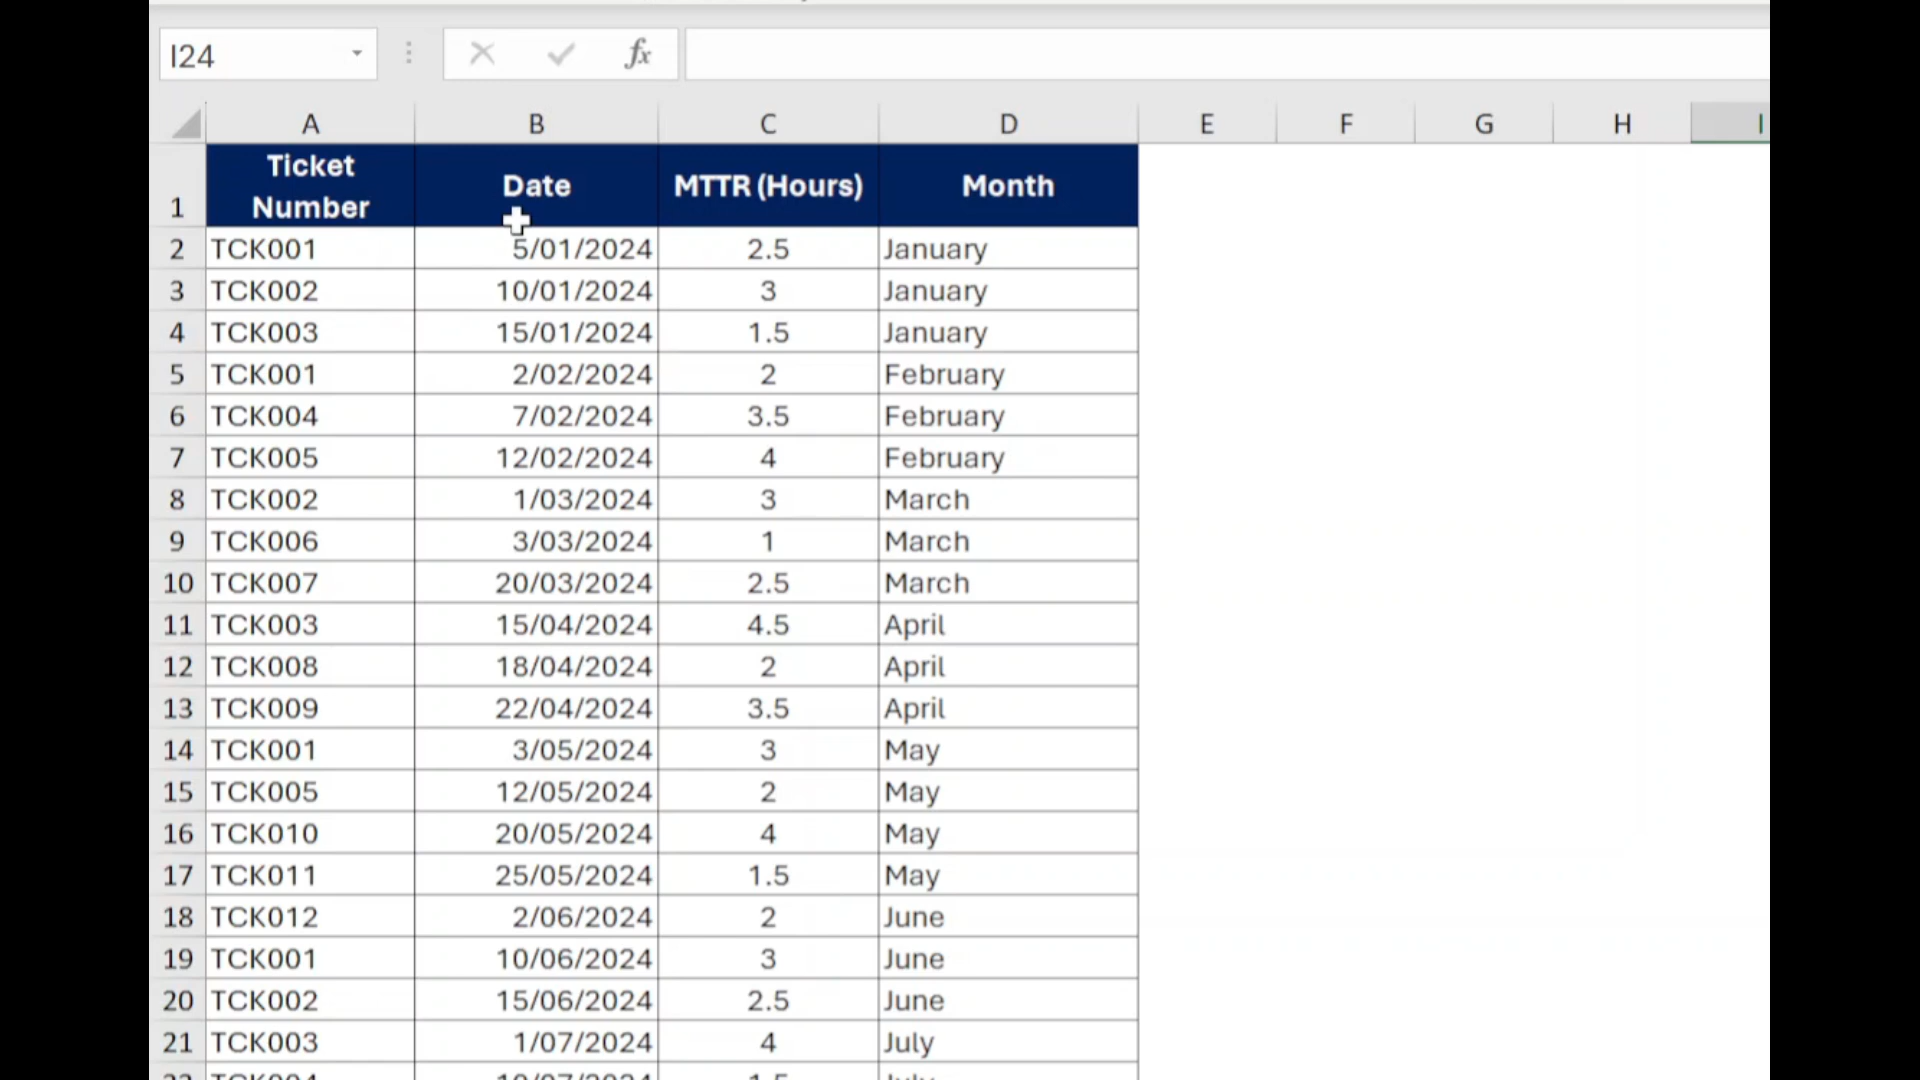 I24
fx
A B C D E F G H I
1 Ticket Number Date MTTR (Hours) Month
2 TCK001 5/01/2024 2.5 January
3 TCK002 10/01/2024 3 January
4 TCK003 15/01/2024 1.5 January
5 TCK001 2/02/2024 2 February
6 TCK004 7/02/2024 3.5 February
7 TCK005 12/02/2024 4 February
8 TCK002 1/03/2024 3 March
9 TCK006 3/03/2024 1 March
10 TCK007 20/03/2024 2.5 March
11 TCK003 15/04/2024 4.5 April
12 TCK008 18/04/2024 2 April
13 TCK009 22/04/2024 3.5 April
14 TCK001 3/05/2024 3 May
15 TCK005 12/05/2024 2 May
16 TCK010 20/05/2024 4 May
17 TCK011 25/05/2024 1.5 May
18 TCK012 2/06/2024 2 June
19 TCK001 10/06/2024 3 June
20 TCK002 15/06/2024 2.5 June
21 TCK003 1/07/2024 4 July